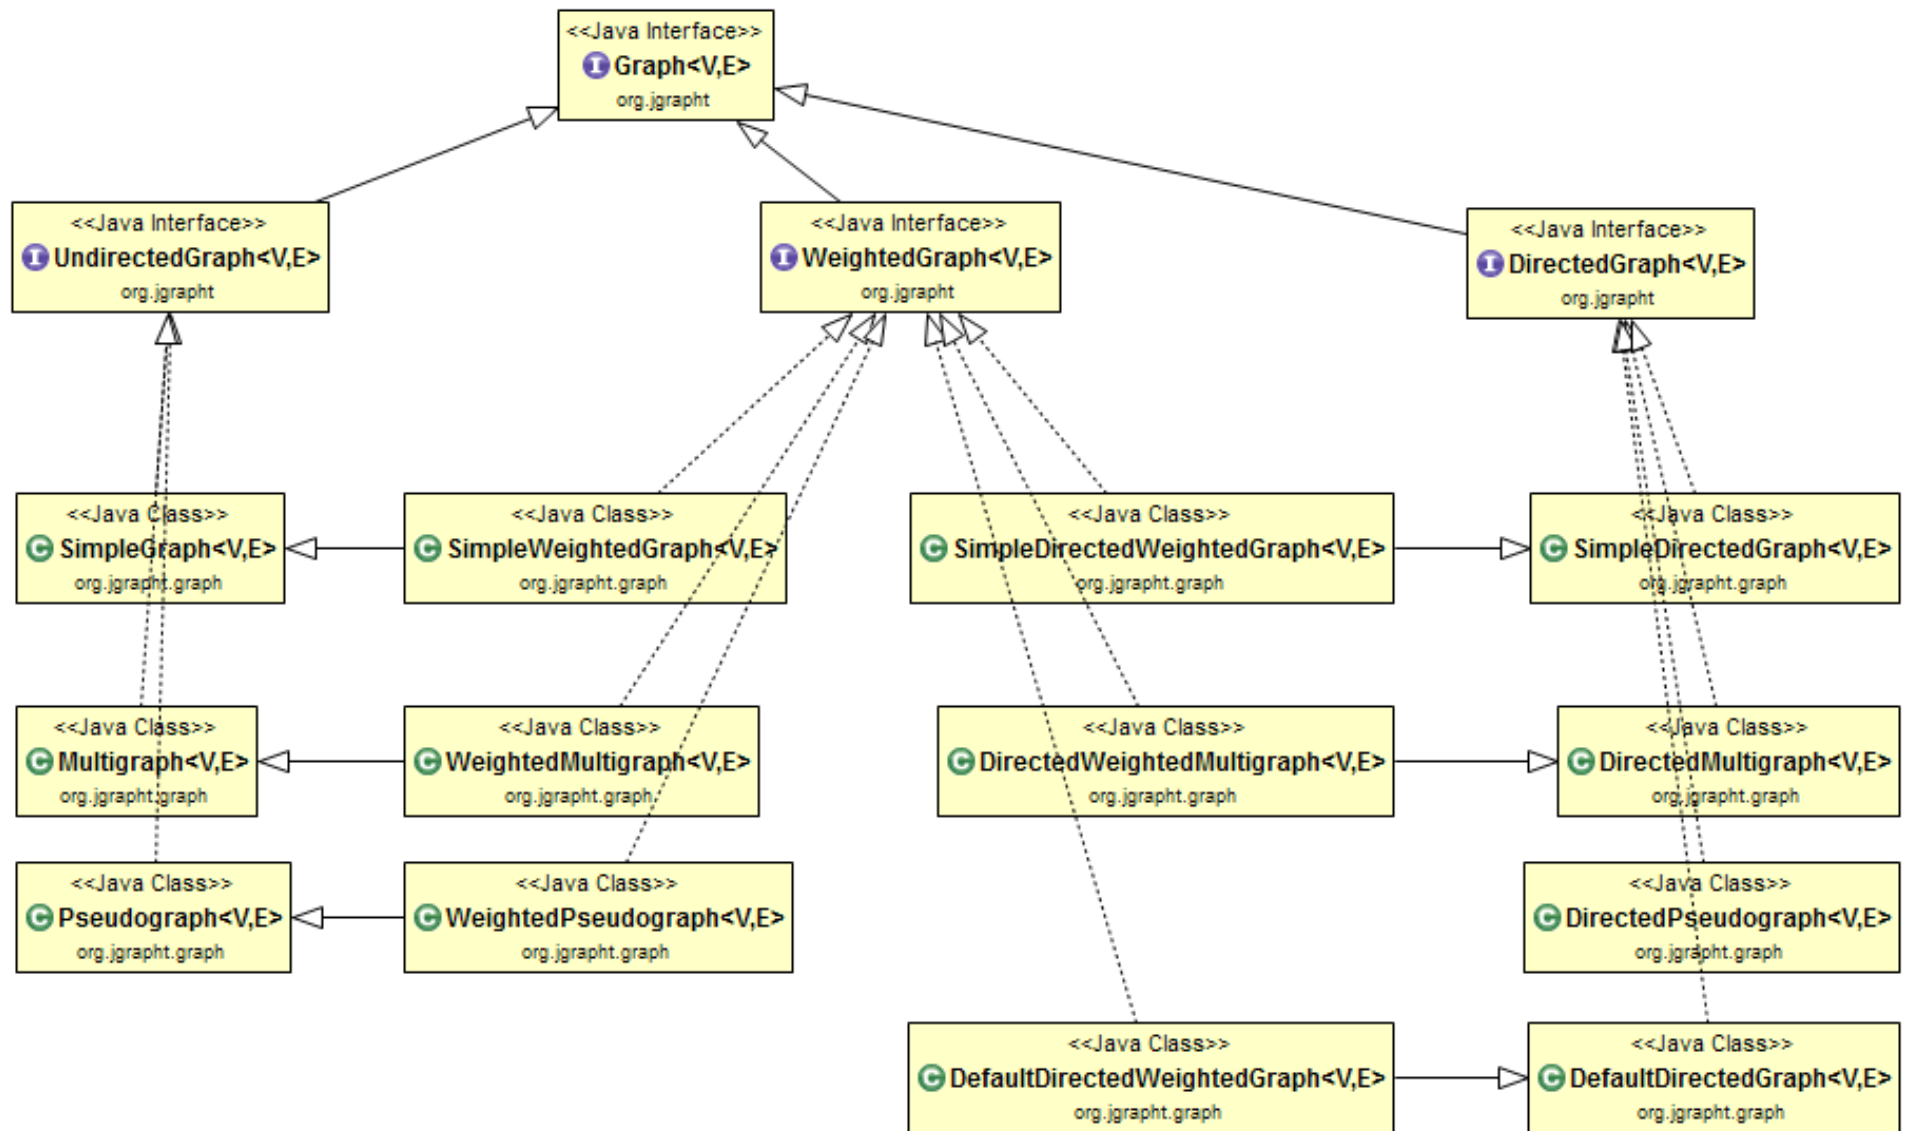 <<Java Interface>>
Graph<V,E>
org.jgrapht
<<Java Interface>>
UndirectedGraph<V,E>
org.jgrapht
<<Java Interface>>
WeightedGraph<V,E>
org.jgrapht
<<Java Interface>>
DirectedGraph<V,E>
org.jgrapht
<<Java Class>>
SimpleGraph<V,E>
org.jgrapht.graph
<<Java Class>>
SimpleWeightedGraph<V,E>
org.jgrapht.graph
<<Java Class>>
SimpleDirectedWeightedGraph<V,E>
org.jgrapht.graph
<<Java Class>>
SimpleDirectedGraph<V,E>
org.jgrapht.graph
<<Java Class>>
Multigraph<V,E>
org.jgrapht.graph
<<Java Class>>
WeightedMultigraph<V,E>
org.jgrapht.graph
<<Java Class>>
DirectedWeightedMultigraph<V,E>
org.jgrapht.graph
<<Java Class>>
DirectedMultigraph<V,E>
org.jgrapht.graph
<<Java Class>>
Pseudograph<V,E>
org.jgrapht.graph
<<Java Class>>
WeightedPseudograph<V,E>
org.jgrapht.graph
<<Java Class>>
DirectedPseudograph<V,E>
org.jgrapht.graph
<<Java Class>>
DefaultDirectedWeightedGraph<V,E>
org.jgrapht.graph
<<Java Class>>
DefaultDirectedGraph<V,E>
org.jgrapht.graph